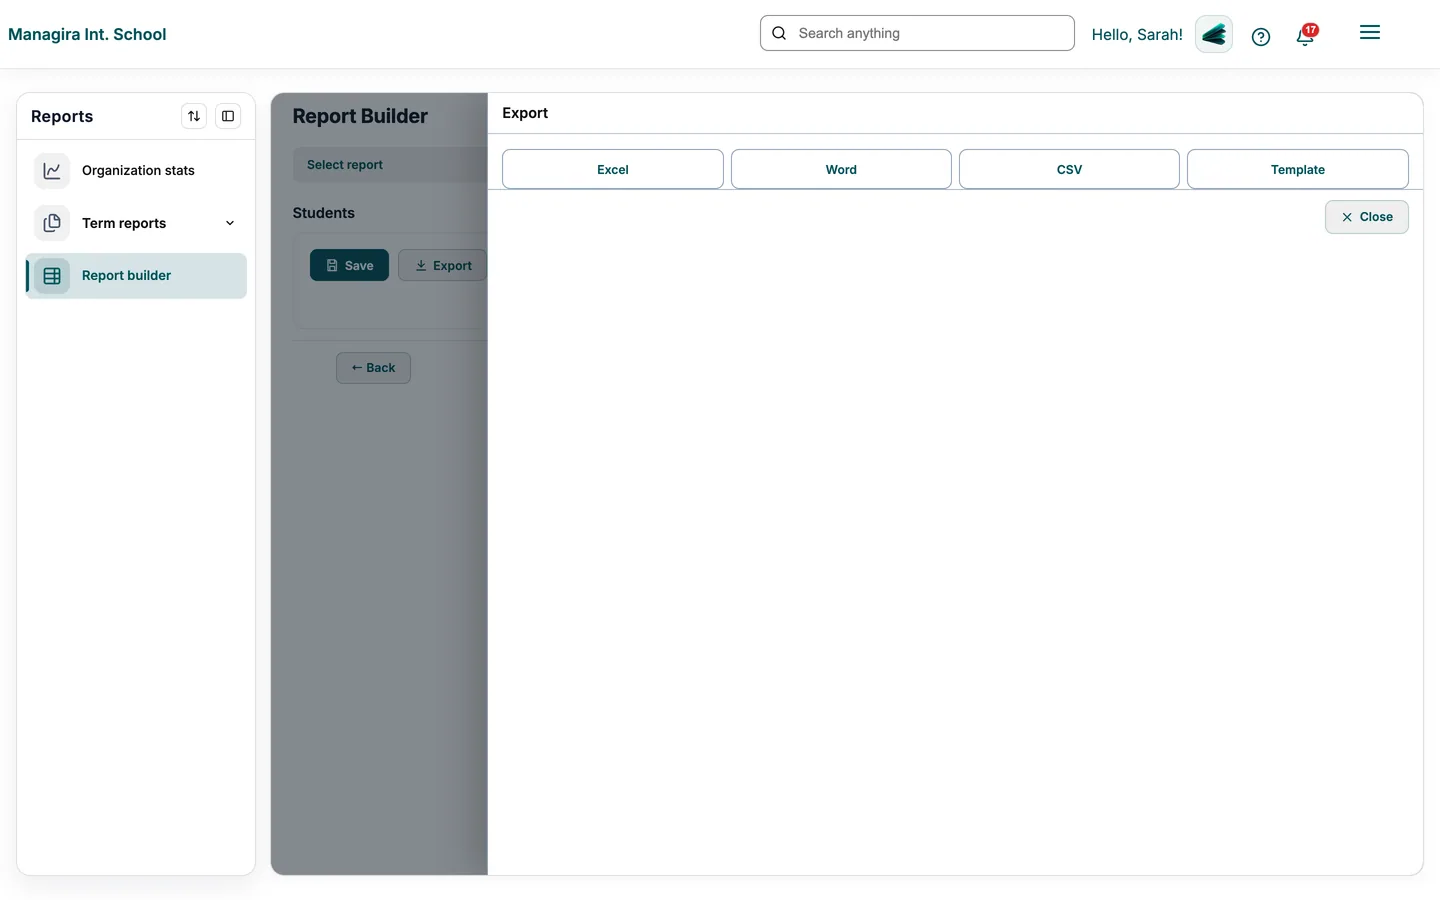 Managira Int. School
Search anything
Hello, Sarah!
17
Reports
Organization stats
Term reports
Report builder
Report Builder
Select report
Students
Save
Export
← Back
Export
Excel
Word
CSV
Template
Close